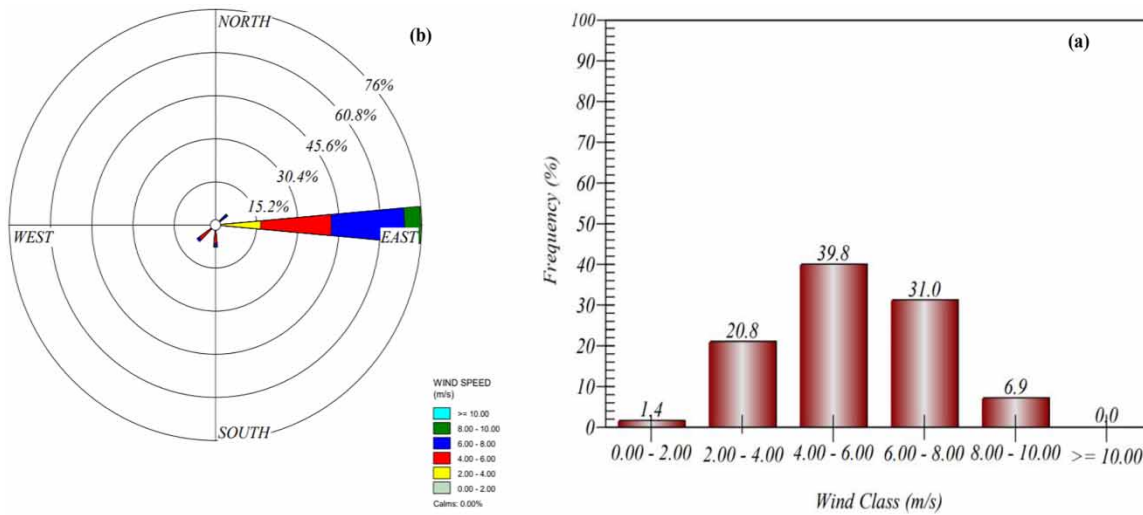 NORTH
(b)
76%
60.8%
45.6%
30.4%
15.2%
WEST
EAST
SOUTH
WIND SPEED
(m/s)
>= 10.00
8.00 - 10.00
6.00 - 8.00
4.00 - 6.00
2.00 - 4.00
0.00 - 2.00
Calms: 0.00%
(a)
Frequency (%)
100
90
80
70
60
50
40
30
20
10
0
1.4
20.8
39.8
31.0
6.9
0.0
0.00 - 2.00
2.00 - 4.00
4.00 - 6.00
6.00 - 8.00
8.00 - 10.00
>= 10.00
Wind Class (m/s)